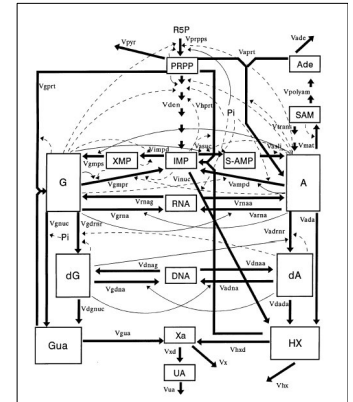 R5P
Vpyr
Vprpps
Vaprt
Vade
PRPP
Ade
Vgprt
Vden
Vhprt
Pi
Vpolyam
SAM
Vtrans
Vasuc
Vimpd
Vasli
Vmat
Vgmps
XMP
IMP
S-AMP
G
A
Vinuc
Vgmpr
Vampd
Vrnag
RNA
Vrnaa
Vgrna
Varna
Vgnuc
Vgdrnr
Vada
Pi
Vadrnr
dG
Vdnag
DNA
Vdnaa
dA
Vgdna
Vadna
Vdgnuc
Vdada
Gua
Vgua
Xa
Vhxd
HX
Vxd
Vx
UA
Vua
Vhx